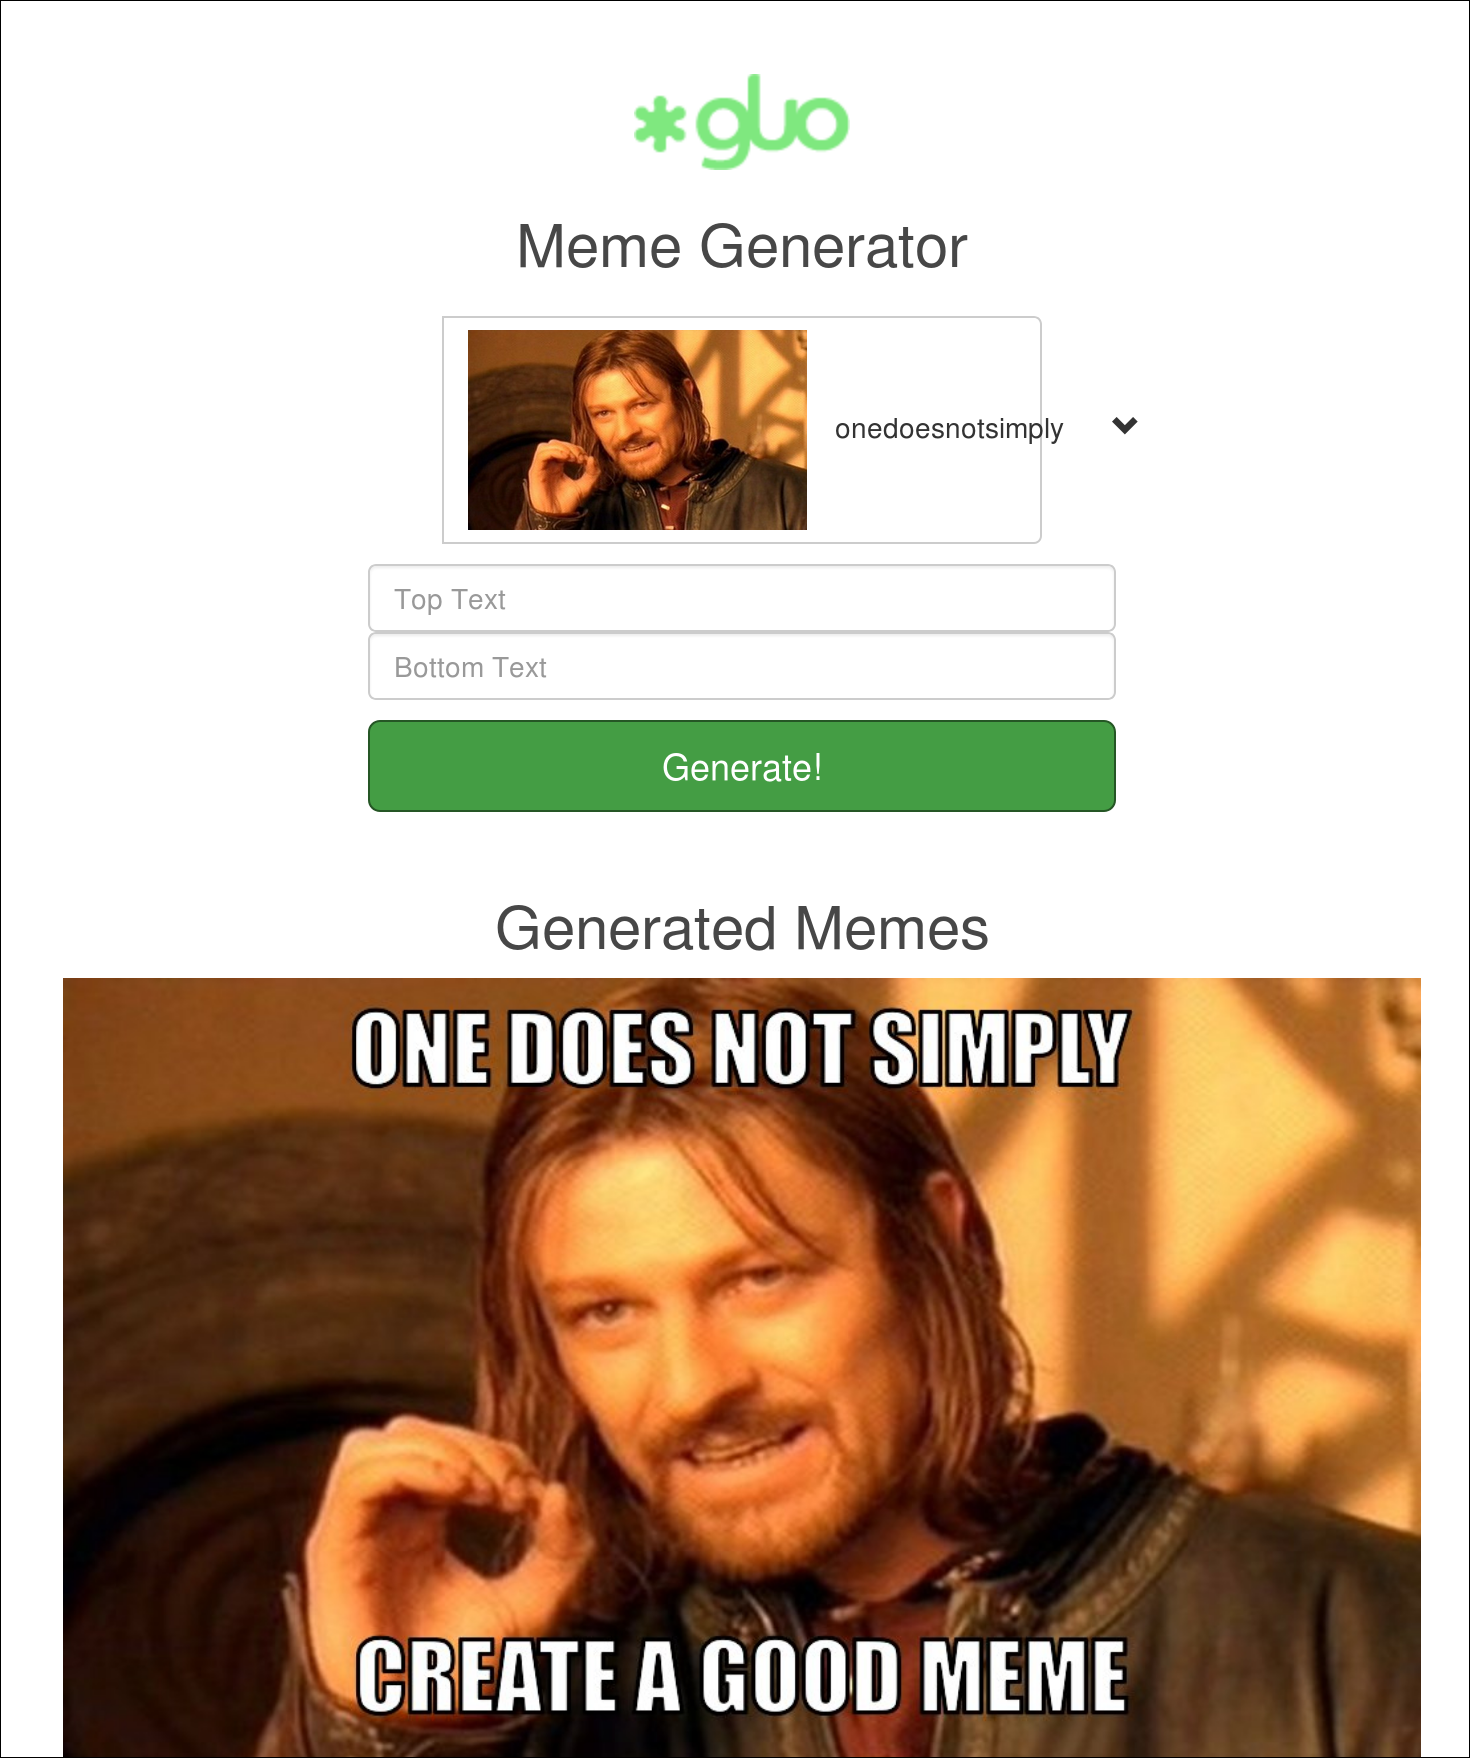 *gluo
Meme Generator
onedoesnotsimply
Top Text
Bottom Text
Generate!
Generated Memes
ONE DOES NOT SIMPLY
CREATE A GOOD MEME